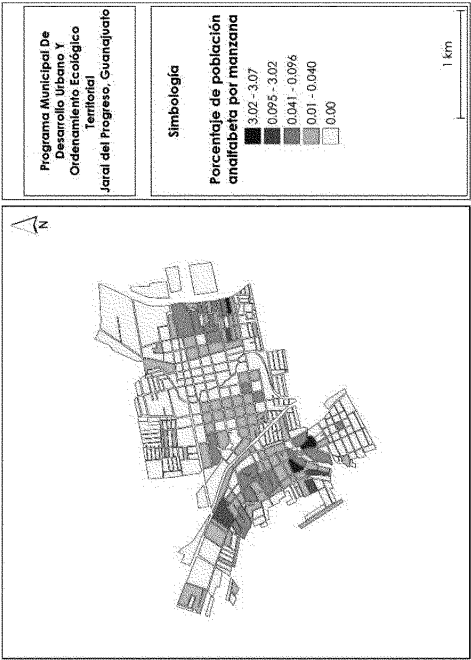 Programa Municipal De
Desarrollo Urbano Y
Ordenamiento Ecológico
Territorial
Jaral del Progreso, Guanajuato
Simbología
Porcentaje de población
analfabeta por manzana
3.02 - 3.07
0.095 - 3.02
0.041 - 0.096
0.01 - 0.040
0.00
1 km
N